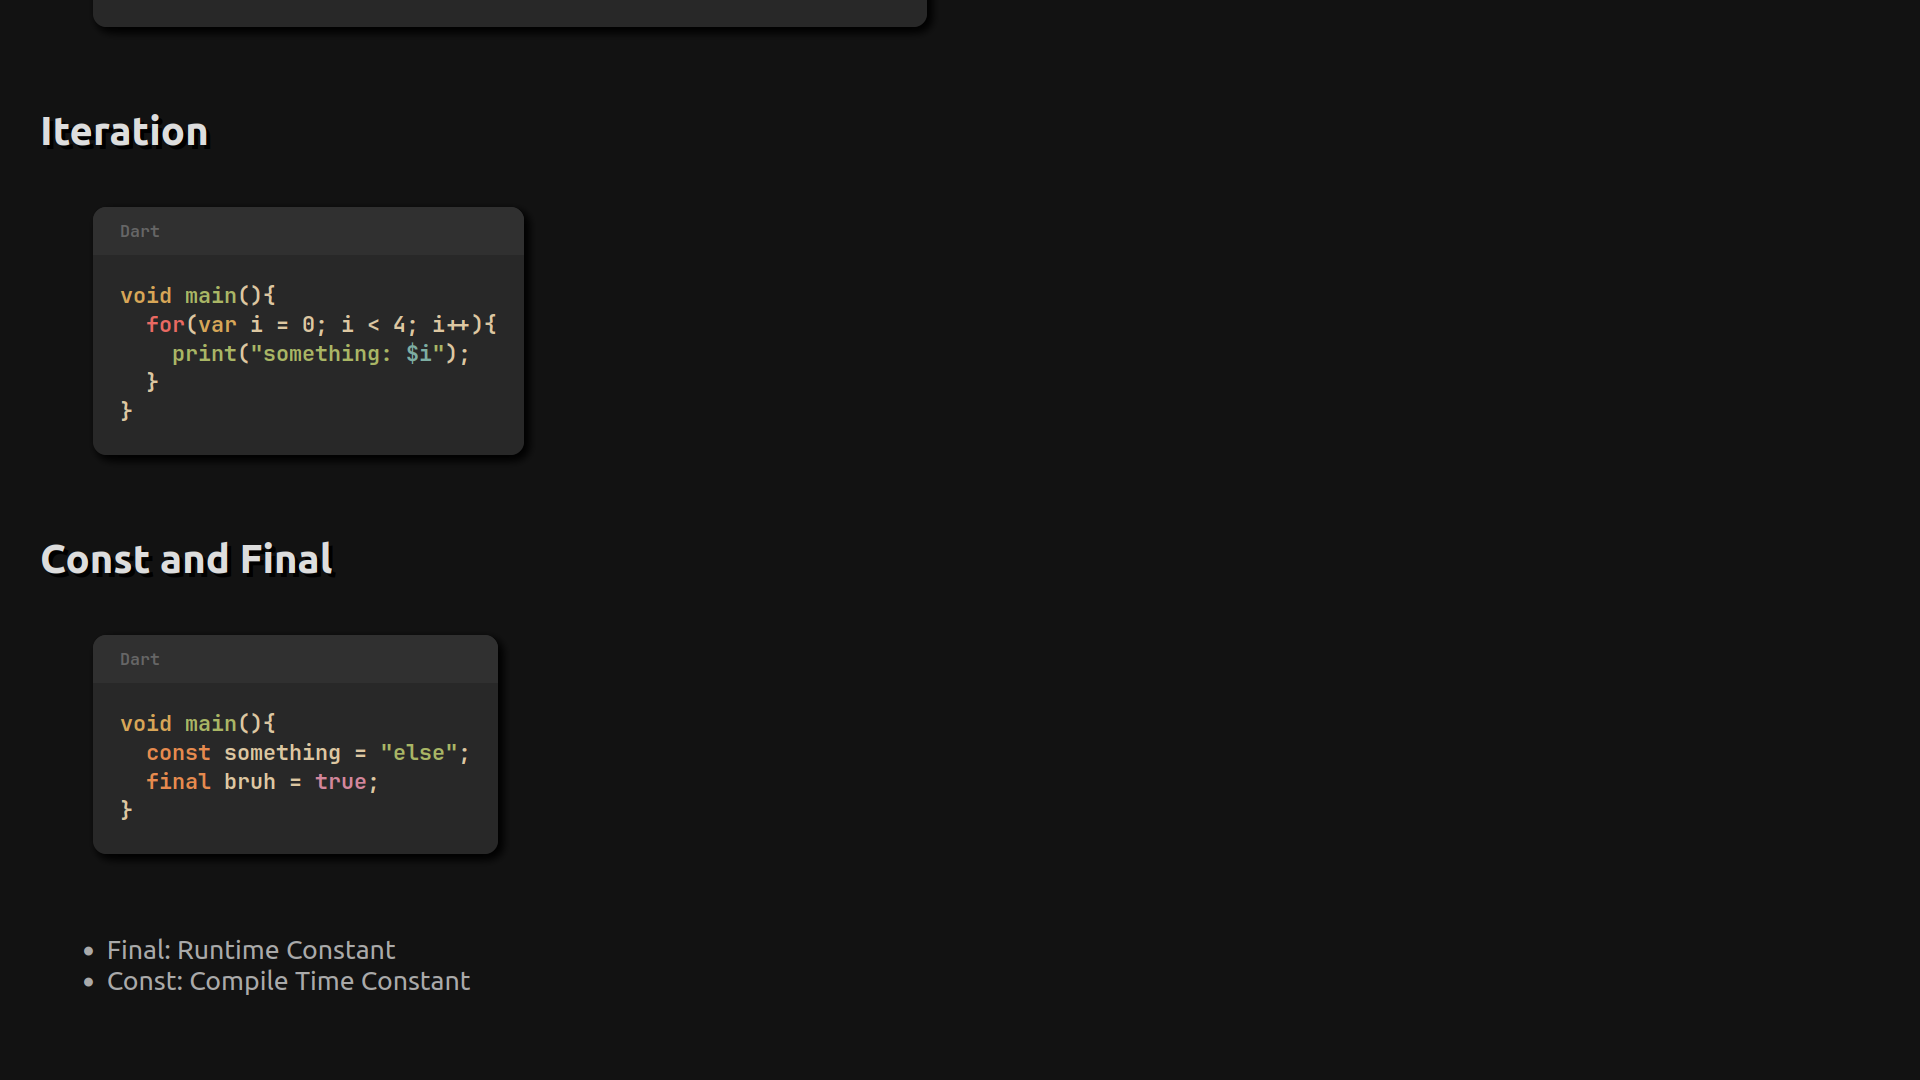 Iteration
Dart
void main(){
  for(var i = 0; i < 4; i++){
    print("something: $i");
  }
}
Const and Final
Dart
void main(){
  const something = "else";
  final bruh = true;
}
• Final: Runtime Constant
• Const: Compile Time Constant